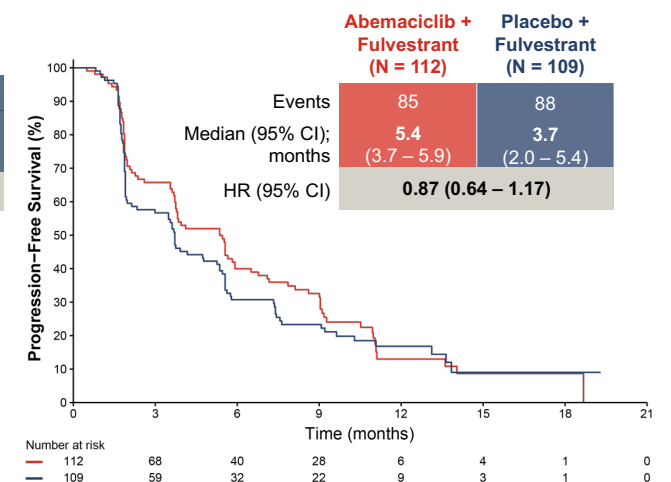 Abemaciclib + Placebo +
Fulvestrant Fulvestrant
(N = 112) (N = 109)
Events 85 88
Median (95% CI); 5.4 3.7
months (3.7 – 5.9) (2.0 – 5.4)
HR (95% CI) 0.87 (0.64 – 1.17)
Progression−Free Survival (%)
100
90
80
70
60
50
40
30
20
10
0
0 3 6 9 12 15 18 21
Time (months)
Number at risk
112 68 40 28 6 4 1 0
109 59 32 22 9 3 1 0